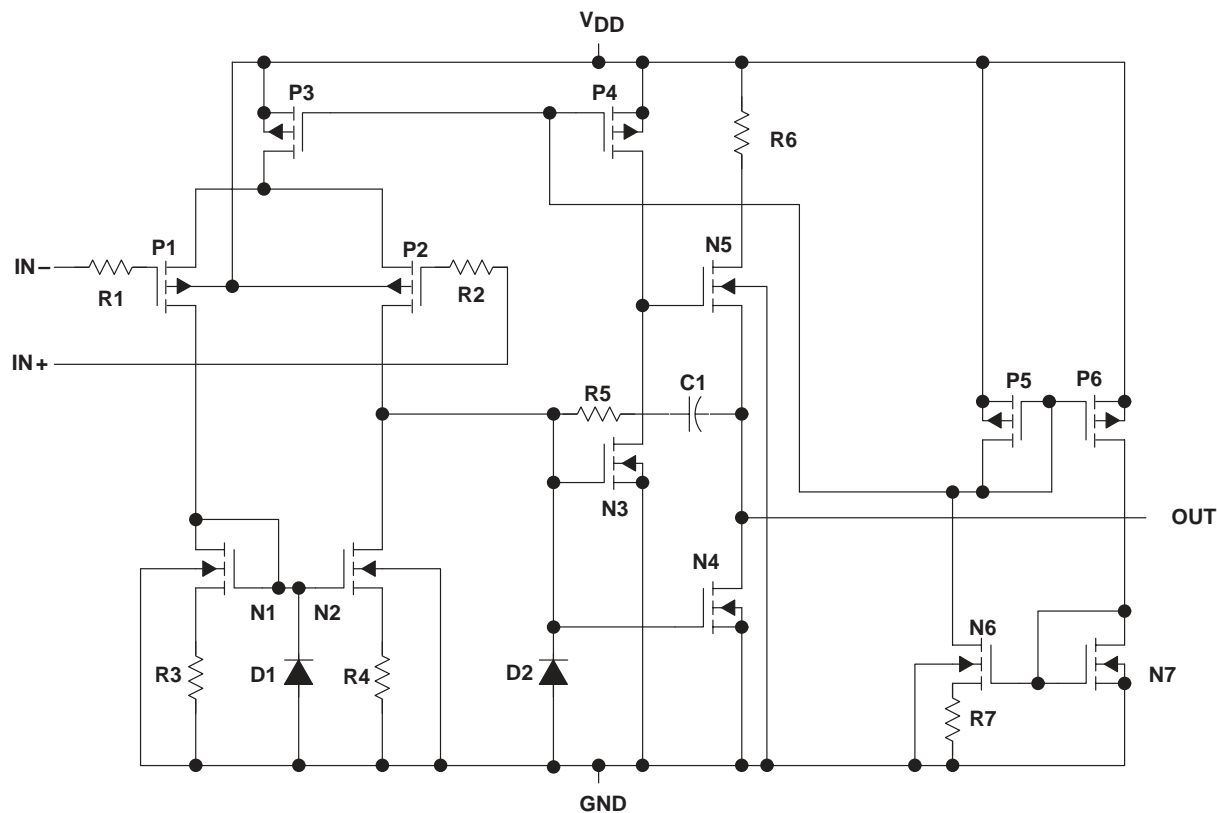 VDD
P3
P4
R6
P1
P2
N5
IN−
R1
R2
IN+
P5
P6
R5
C1
N3
OUT
N4
N1
N2
N6
R3
D1
R4
D2
N7
R7
GND